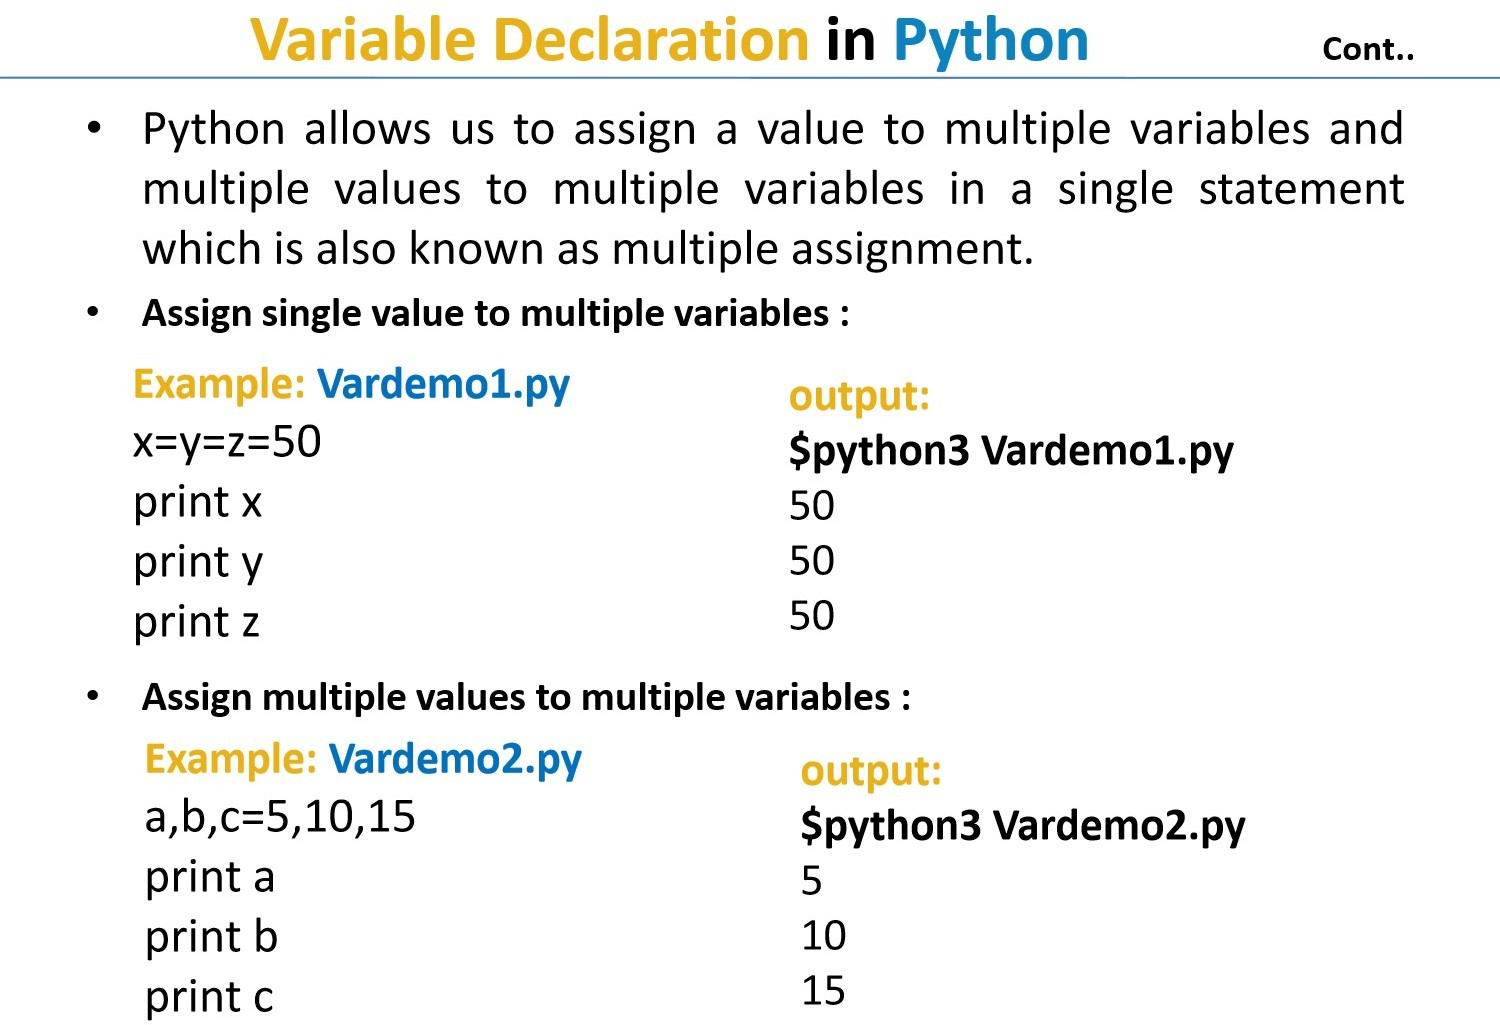 Variable Declaration in Python
Cont..
• Python allows us to assign a value to multiple variables and
multiple values to multiple variables in a single statement
which is also known as multiple assignment.
• Assign single value to multiple variables :
Example: Vardemo1.py
x=y=z=50
print x
print y
print z
output:
$python3 Vardemo1.py
50
50
50
• Assign multiple values to multiple variables :
Example: Vardemo2.py
a,b,c=5,10,15
print a
print b
print c
output:
$python3 Vardemo2.py
5
10
15